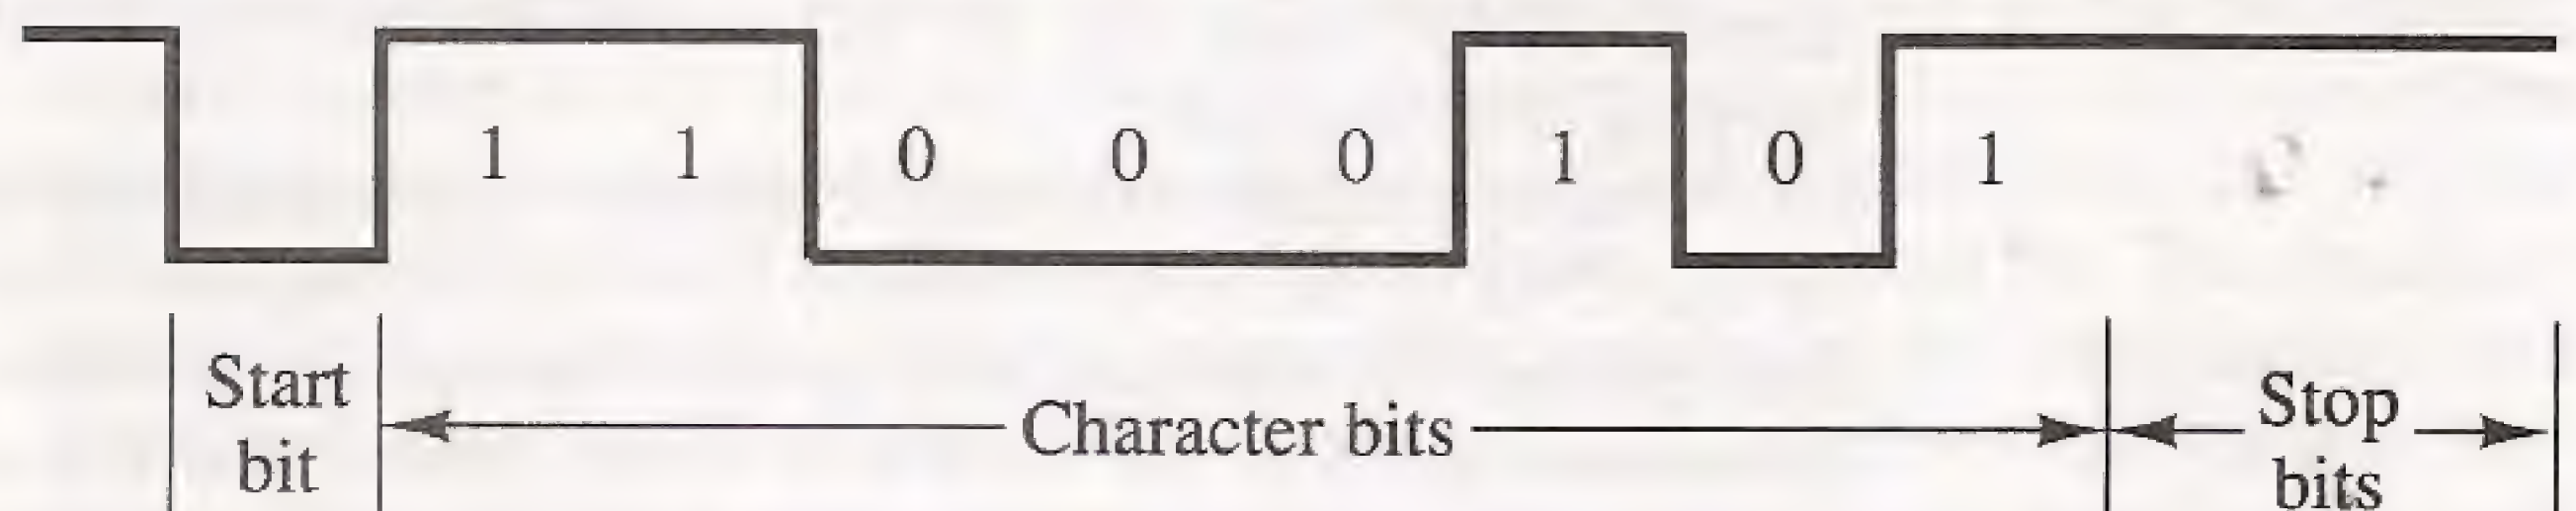 1 1 0 0 0 1 0 1
Start
bit
Character bits
Stop
bits